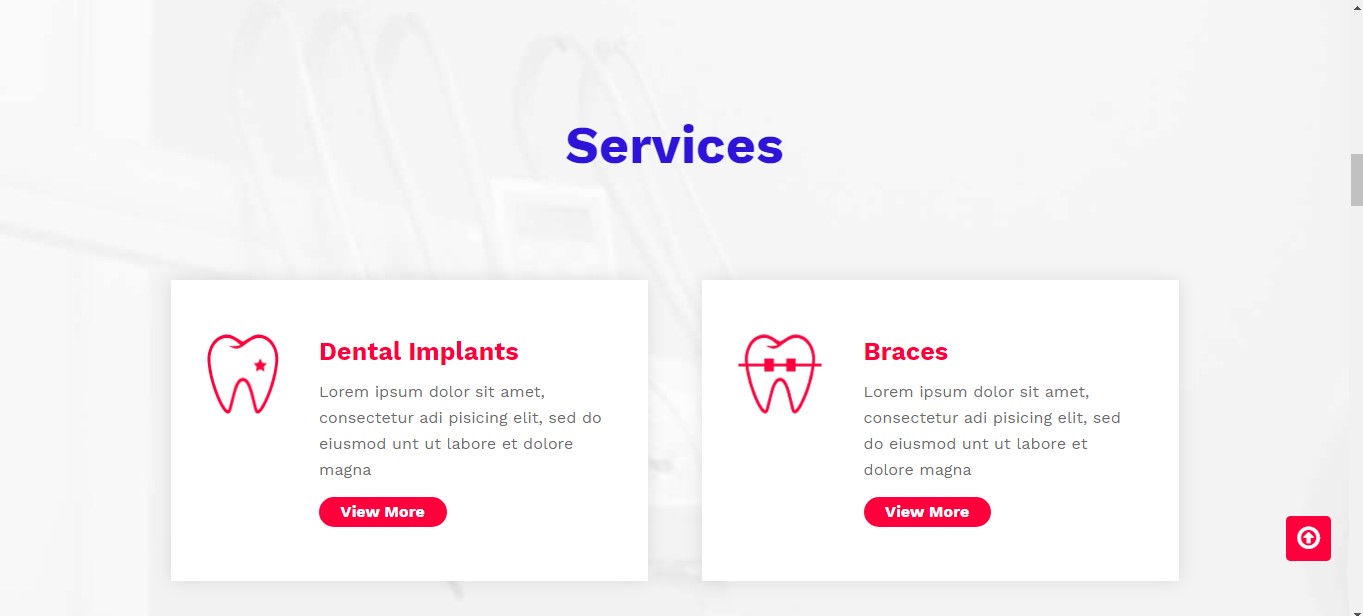 Services
Dental Implants
Lorem ipsum dolor sit amet,
consectetur adi pisicing elit, sed do
eiusmod unt ut labore et dolore
magna
View More
Braces
Lorem ipsum dolor sit amet,
consectetur adi pisicing elit, sed
do eiusmod unt ut labore et
dolore magna
View More